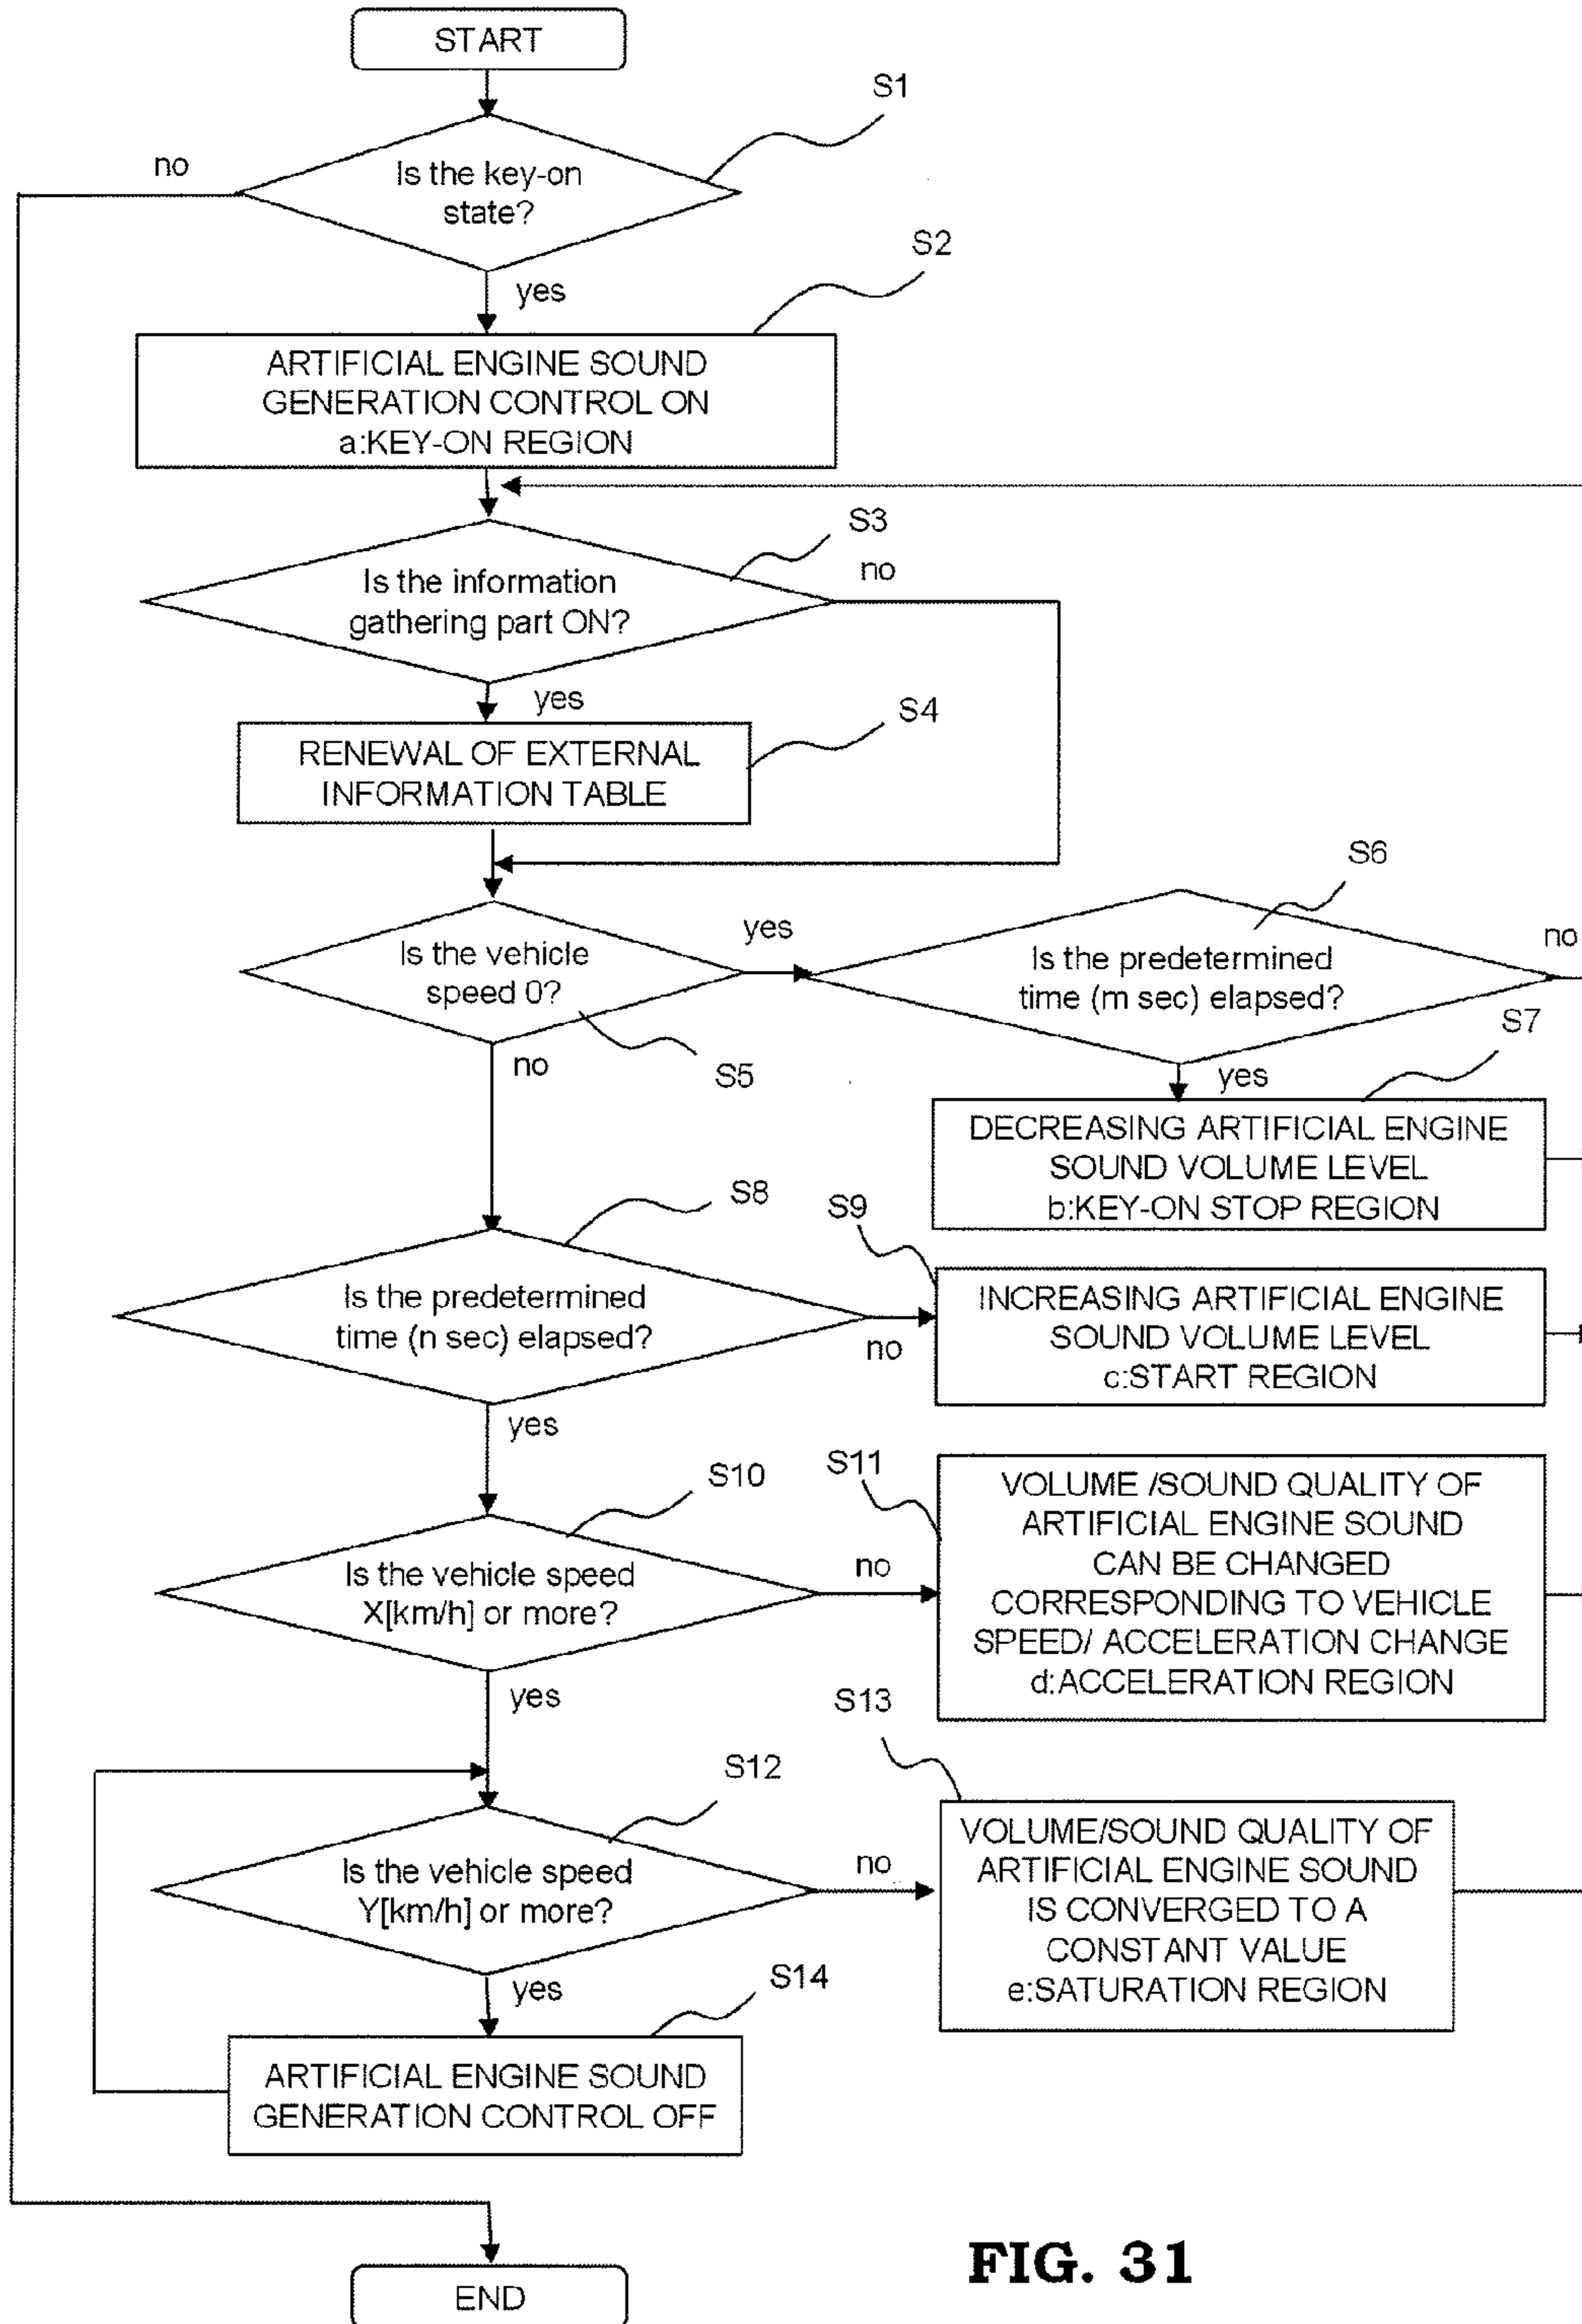 START
S1
no
Is the key-on
state?
S2
yes
ARTIFICIAL ENGINE SOUND
GENERATION CONTROL ON
a:KEY-ON REGION
S3
no
Is the information
gathering part ON?
yes
S4
RENEWAL OF EXTERNAL
INFORMATION TABLE
S6
yes
no
Is the vehicle
speed 0?
Is the predetermined
time (m sec) elapsed?
S7
no
S5
yes
DECREASING ARTIFICIAL ENGINE
SOUND VOLUME LEVEL
b:KEY-ON STOP REGION
S8
S9
Is the predetermined
time (n sec) elapsed?
no
INCREASING ARTIFICIAL ENGINE
SOUND VOLUME LEVEL
c:START REGION
yes
S10
S11
Is the vehicle speed
X[km/h] or more?
no
VOLUME /SOUND QUALITY OF
ARTIFICIAL ENGINE SOUND
CAN BE CHANGED
CORRESPONDING TO VEHICLE
SPEED/ ACCELERATION CHANGE
d:ACCELERATION REGION
yes
S13
S12
Is the vehicle speed
Y[km/h] or more?
no
VOLUME/SOUND QUALITY OF
ARTIFICIAL ENGINE SOUND
IS CONVERGED TO A
CONSTANT VALUE
e:SATURATION REGION
yes
S14
ARTIFICIAL ENGINE SOUND
GENERATION CONTROL OFF
END
FIG. 31